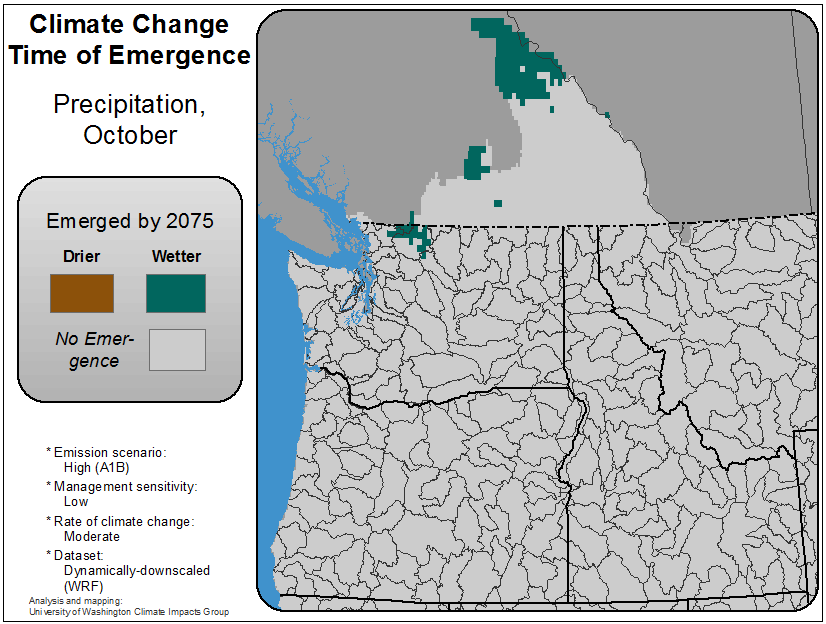 Climate Change
Time of Emergence
Precipitation,
October
Emerged by 2075
Drier Wetter
No Emer-
gence
* Emission scenario:
High (A1B)
* Management sensitivity:
Low
* Rate of climate change:
Moderate
* Dataset:
Dynamically-downscaled
(WRF)
Analysis and mapping:
University of Washington Climate Impacts Group